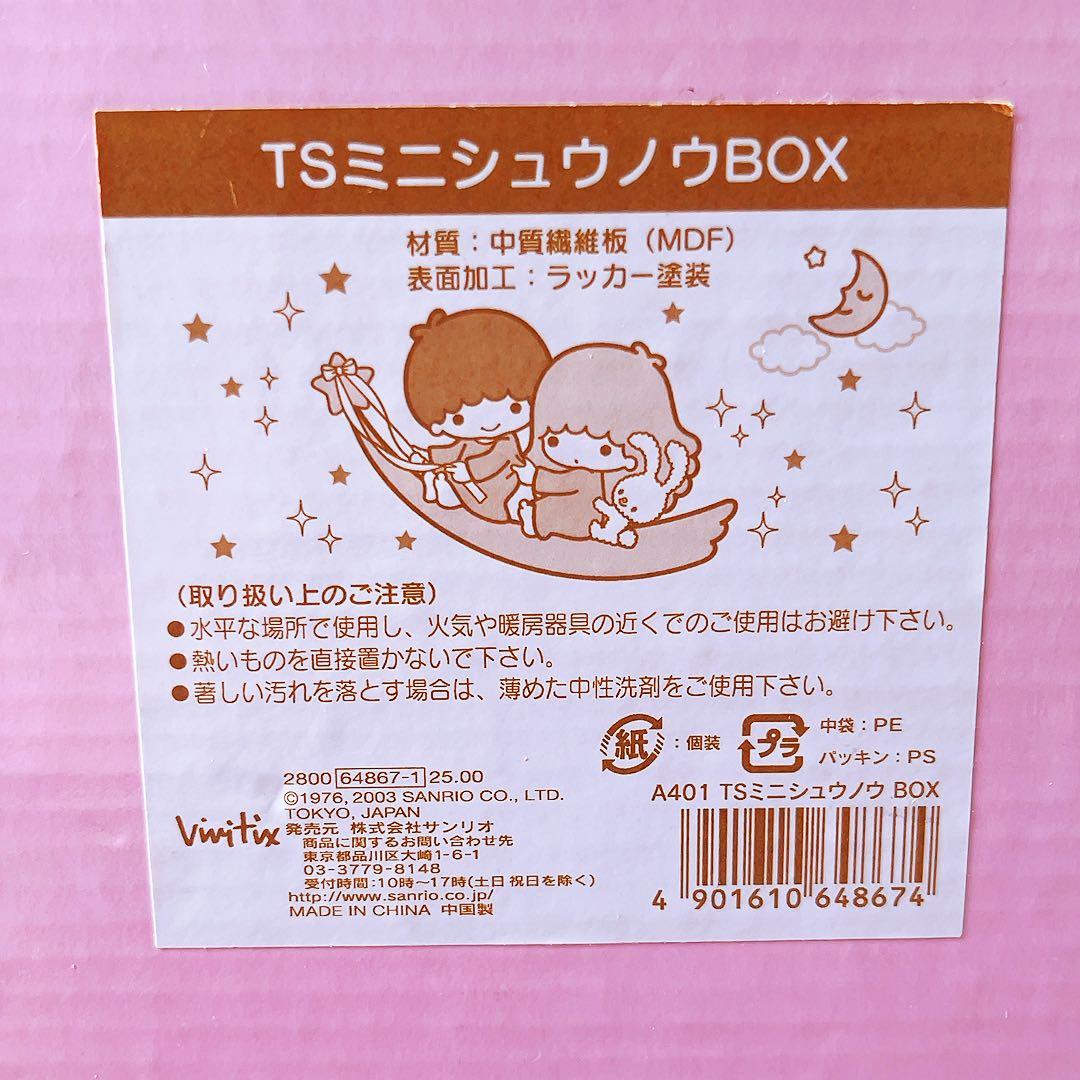 TSミニシュウノウBOX
材質：中質繊維板（MDF）
表面加工：ラッカー塗装
（取り扱い上のご注意）
●水平な場所で使用し、火気や暖房器具の近くでのご使用はお避け下さい。
●熱いものを直接置かないで下さい。
●著しい汚れを落とす場合は、薄めた中性洗剤をご使用下さい。
紙：個装
プラ 中袋：PE
パッキン：PS
2800 64867-1 25.00
©1976, 2003 SANRIO CO., LTD.
TOKYO, JAPAN
Vivitix
発売元 株式会社サンリオ
商品に関するお問い合わせ先
東京都品川区大崎1-6-1
03-3779-8148
受付時間：10時～17時(土日祝日を除く)
http://www.sanrio.co.jp/
MADE IN CHINA 中国製
A401 TSミニシュウノウ BOX
4 901610 648674